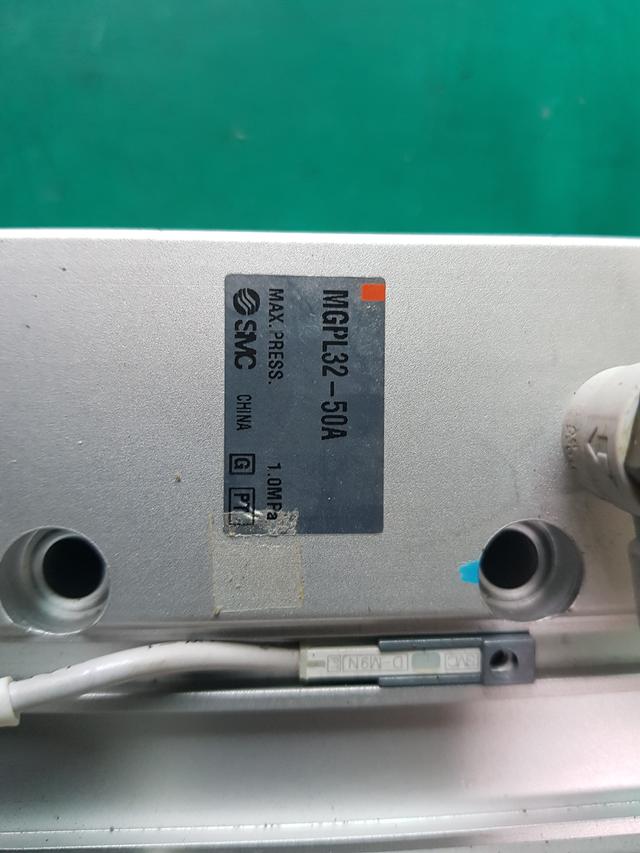 MGPL32-50A
MAX.PRESS. 1.0MPa
SMC CHINA G PT
SMC D-M9N